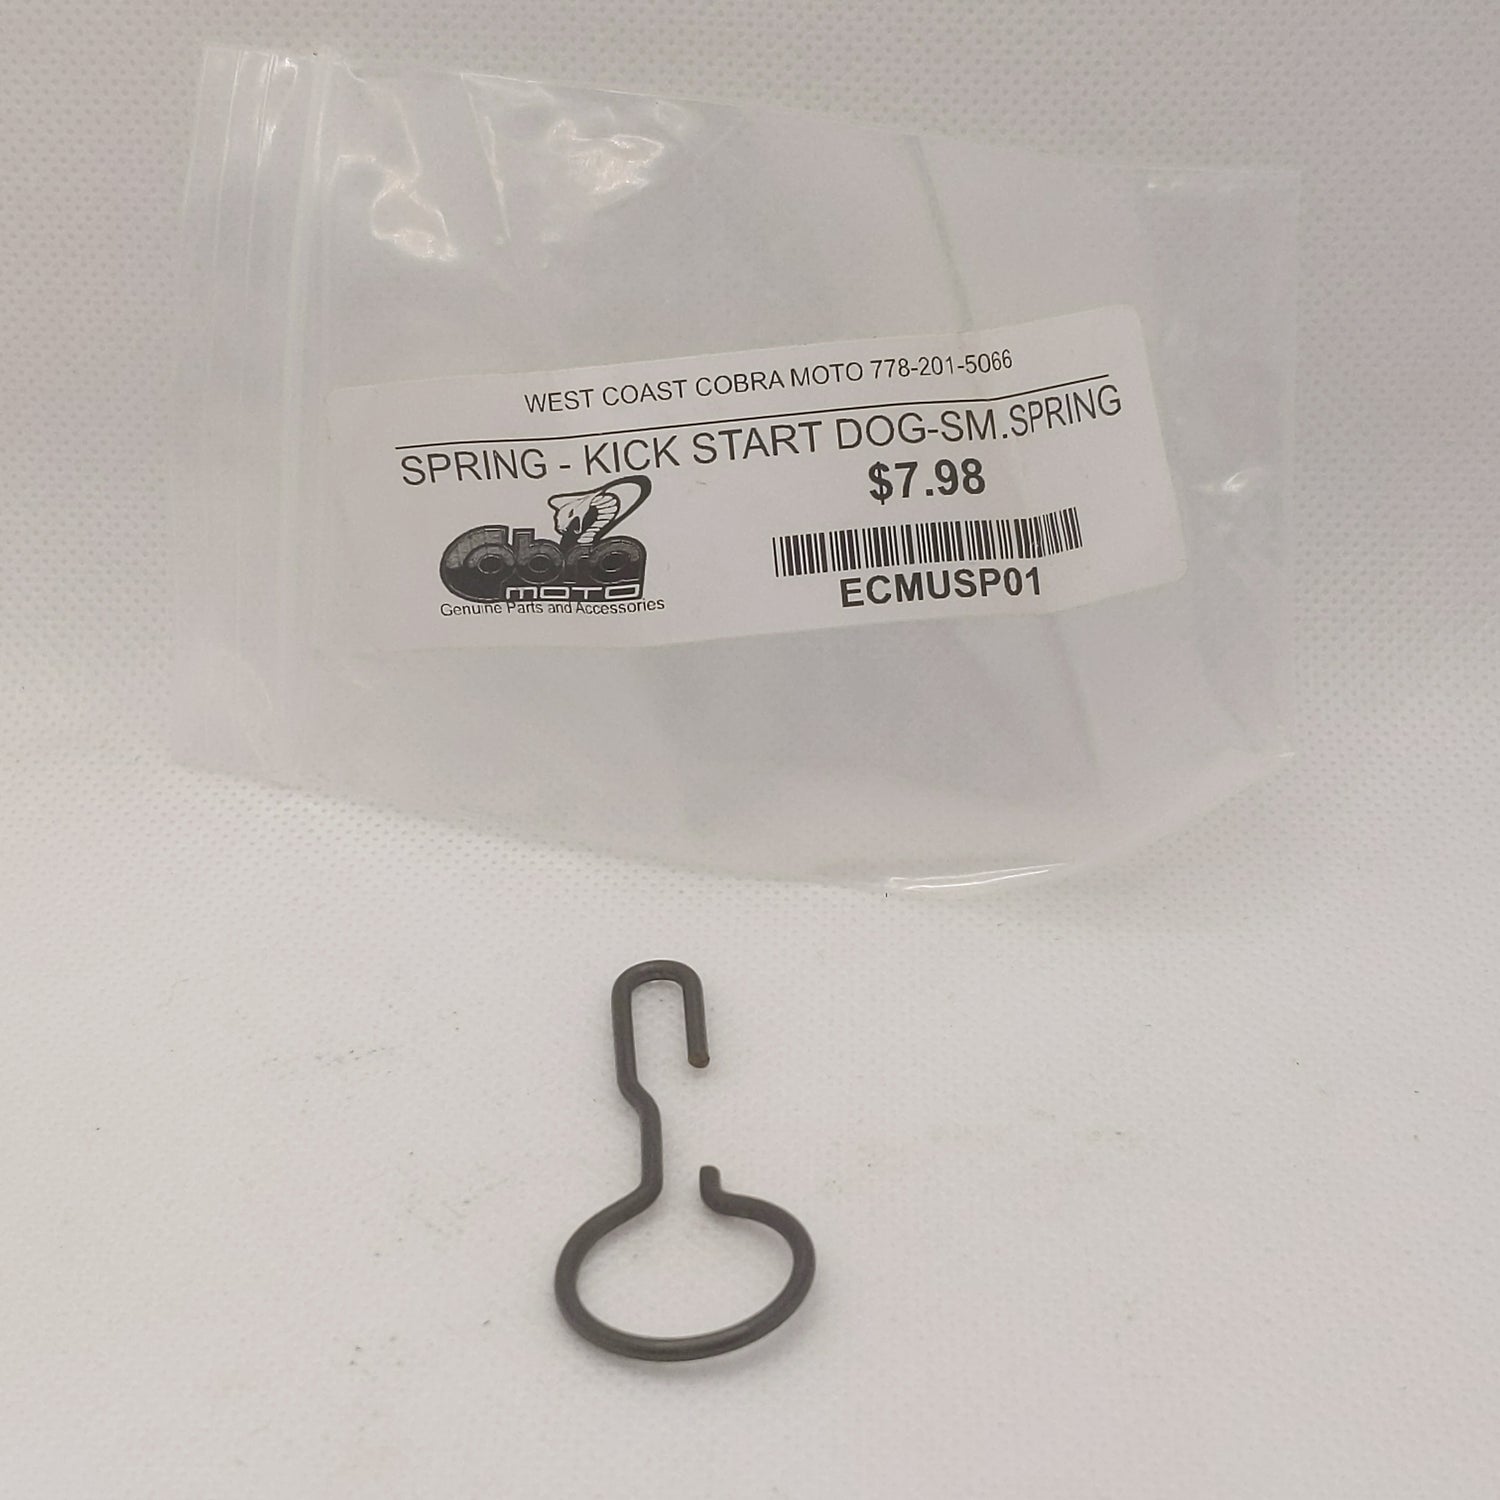 WEST COAST COBRA MOTO 778-201-5066
SPRING - KICK START DOG-SM.SPRING
$7.98
Cobra
MOTO
Genuine Parts and Accessories
ECMUSP01